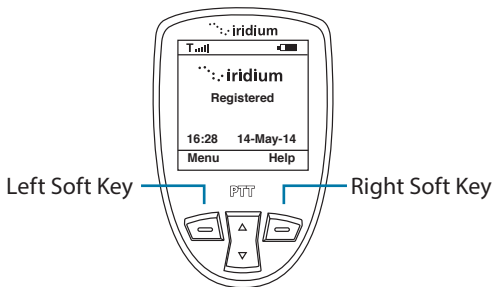 iridium
iridium
Registered
16:28 14-May-14
Menu Help
Left Soft Key Right Soft Key
PTT